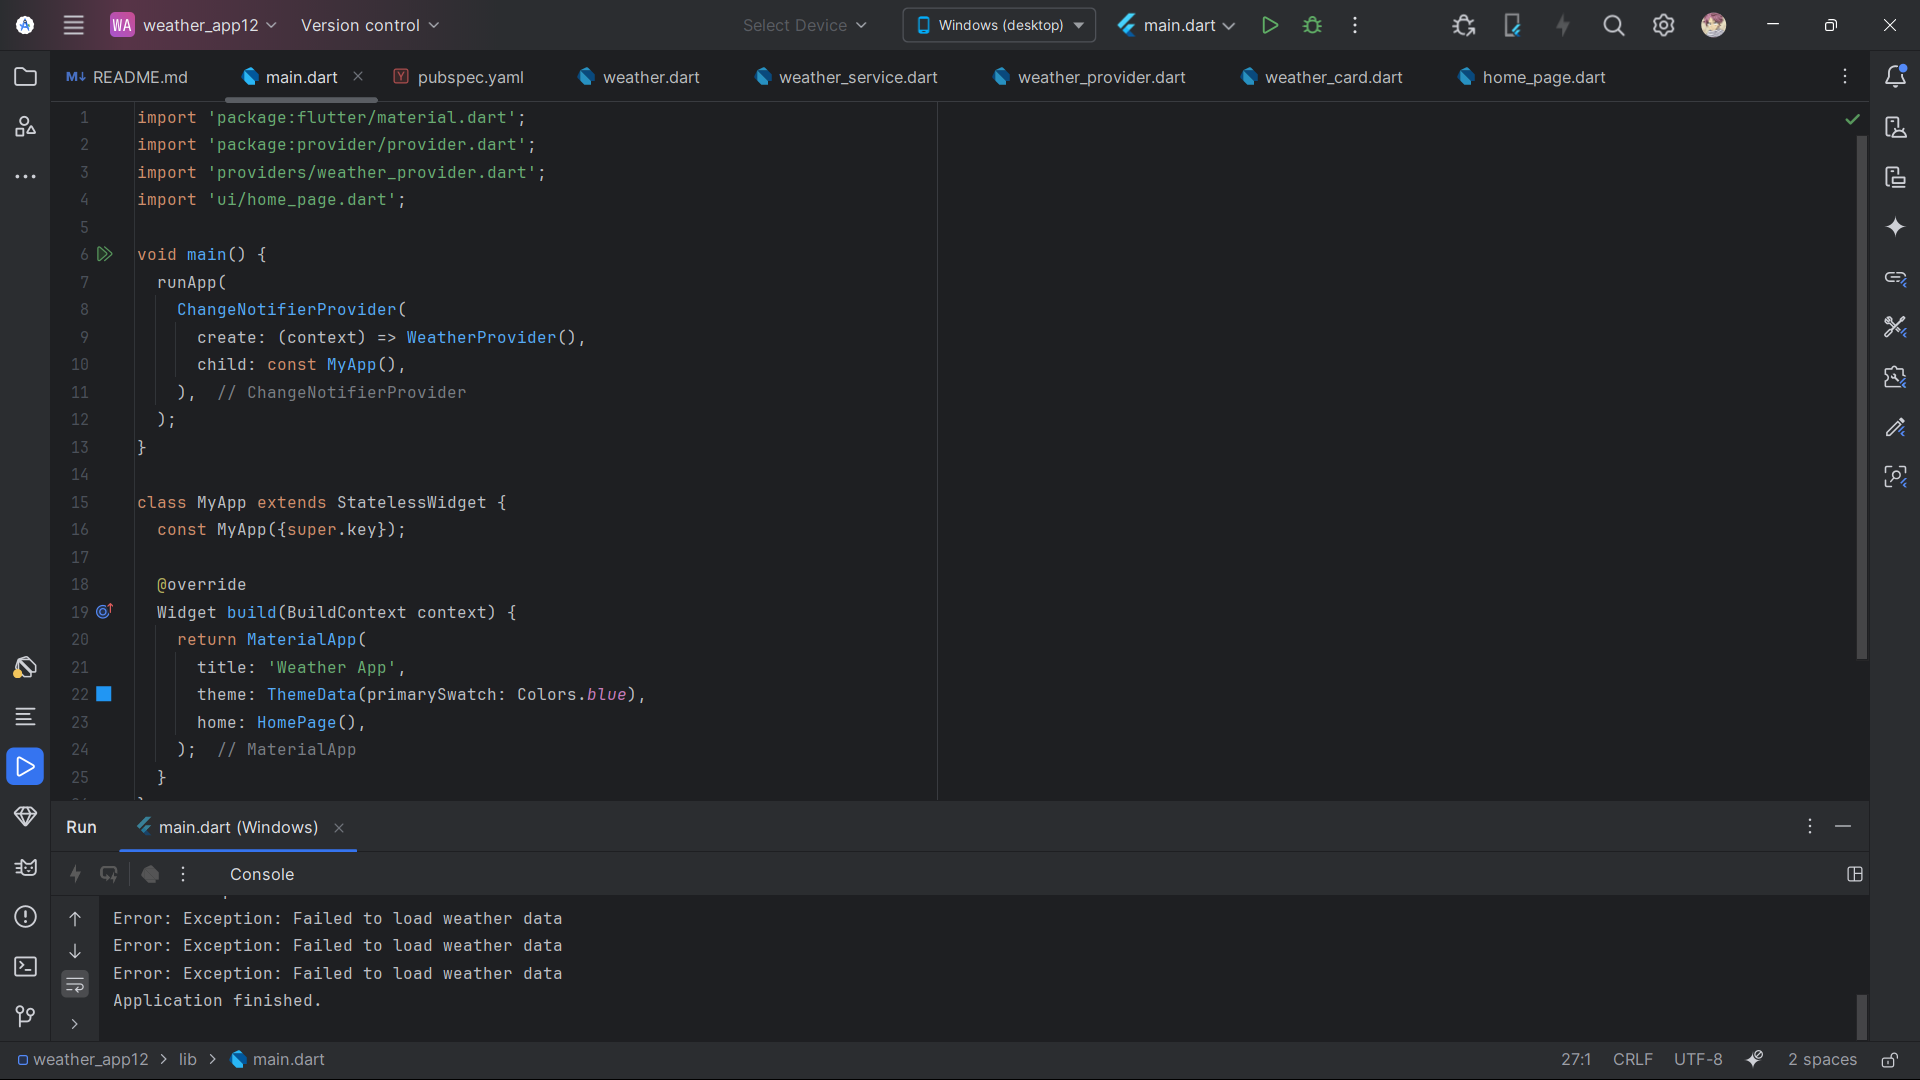 WA weather_app12 Version control Select Device Windows (desktop) main.dart
M↓ README.md main.dart Y pubspec.yaml weather.dart weather_service.dart weather_provider.dart weather_card.dart home_page.dart
1 import 'package:flutter/material.dart';
2 import 'package:provider/provider.dart';
3 import 'providers/weather_provider.dart';
4 import 'ui/home_page.dart';
5
6 void main() {
7 runApp(
8 ChangeNotifierProvider(
9 create: (context) => WeatherProvider(),
10 child: const MyApp(),
11 ), // ChangeNotifierProvider
12 );
13 }
14
15 class MyApp extends StatelessWidget {
16 const MyApp({super.key});
17
18 @override
19 Widget build(BuildContext context) {
20 return MaterialApp(
21 title: 'Weather App',
22 theme: ThemeData(primarySwatch: Colors.blue),
23 home: HomePage(),
24 ); // MaterialApp
25 }
Run main.dart (Windows)
Console
Error: Exception: Failed to load weather data
Error: Exception: Failed to load weather data
Error: Exception: Failed to load weather data
Application finished.
weather_app12 > lib > main.dart 27:1 CRLF UTF-8 2 spaces